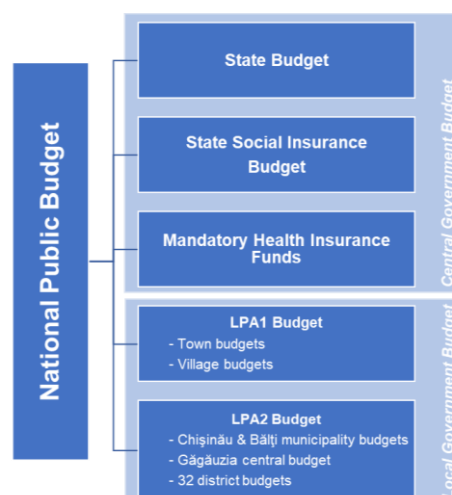 National Public Budget
State Budget
State Social Insurance
Budget
Mandatory Health Insurance
Funds
Central Government Budget
LPA1 Budget
- Town budgets
- Village budgets
LPA2 Budget
- Chişinău & Bălţi municipality budgets
- Găgăuzia central budget
- 32 district budgets
Local Government Budget